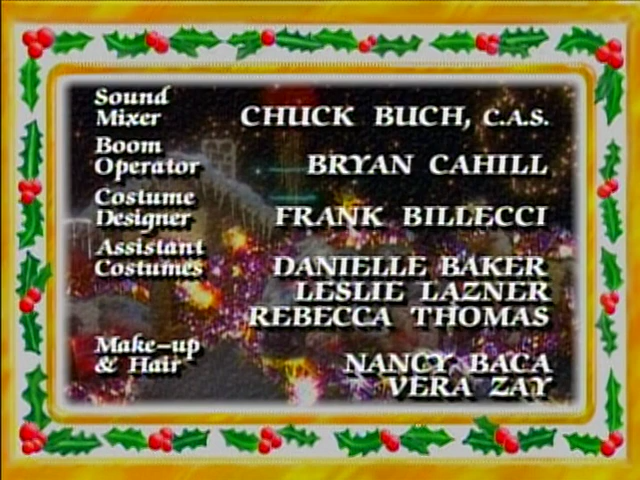 Sound
Mixer CHUCK BUCH, C.A.S.
Boom
Operator BRYAN CAHILL
Costume
Designer FRANK BILLECCI
Assistant
Costumes DANIELLE BAKER
LESLIE LAZNER
REBECCA THOMAS
Make-up
& Hair NANCY BACA
VERA ZAY